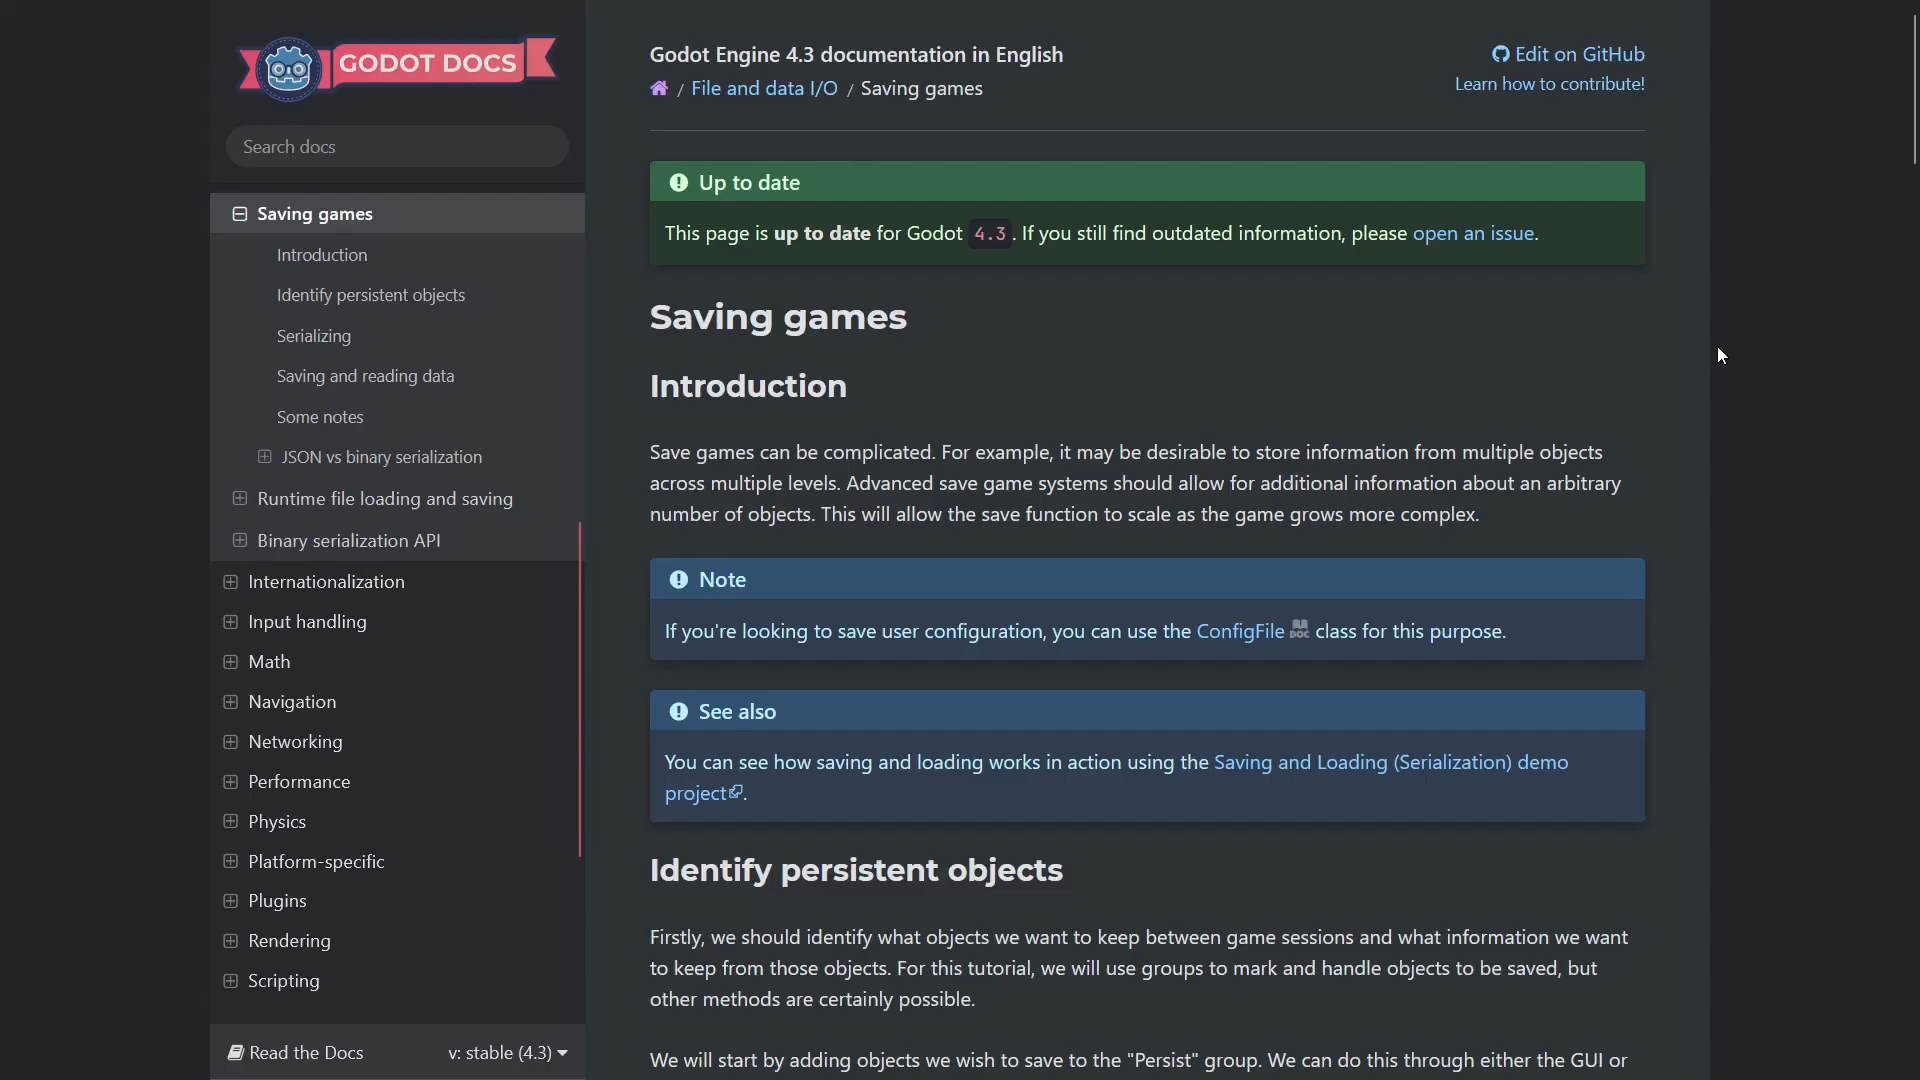 GODOT DOCS
Search docs
Saving games
Introduction
Identify persistent objects
Serializing
Saving and reading data
Some notes
JSON vs binary serialization
Runtime file loading and saving
Binary serialization API
Internationalization
Input handling
Math
Navigation
Networking
Performance
Physics
Platform-specific
Plugins
Rendering
Scripting
Read the Docs v: stable (4.3)
Godot Engine 4.3 documentation in English
Edit on GitHub
/ File and data I/O / Saving games
Learn how to contribute!
Up to date
This page is up to date for Godot 4.3. If you still find outdated information, please open an issue.
Saving games
Introduction
Save games can be complicated. For example, it may be desirable to store information from multiple objects
across multiple levels. Advanced save game systems should allow for additional information about an arbitrary
number of objects. This will allow the save function to scale as the game grows more complex.
Note
If you're looking to save user configuration, you can use the ConfigFile DOC class for this purpose.
See also
You can see how saving and loading works in action using the Saving and Loading (Serialization) demo
project.
Identify persistent objects
Firstly, we should identify what objects we want to keep between game sessions and what information we want
to keep from those objects. For this tutorial, we will use groups to mark and handle objects to be saved, but
other methods are certainly possible.
We will start by adding objects we wish to save to the "Persist" group. We can do this through either the GUI or